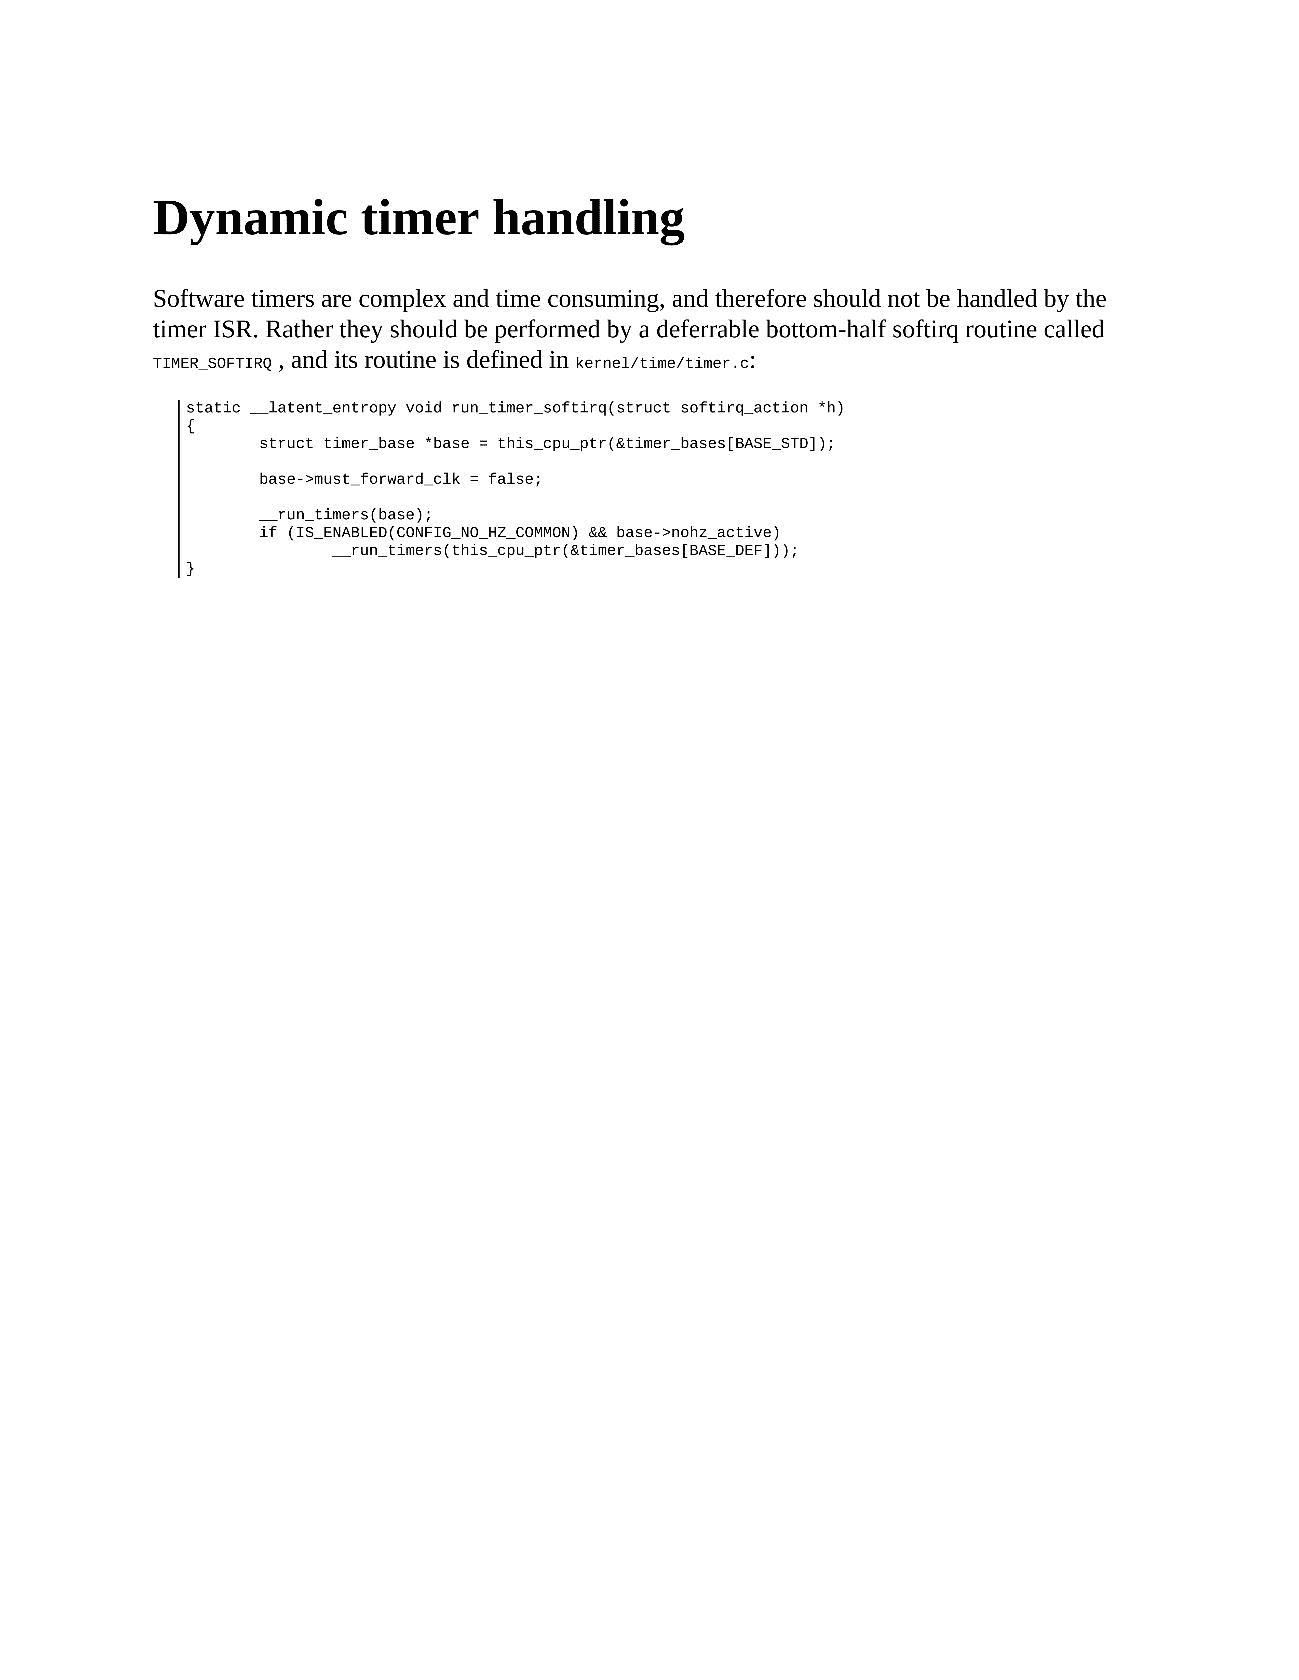 Dynamic timer handling
Software timers are complex and time consuming, and therefore should not be handled by the
timer ISR. Rather they should be performed by a deferrable bottom-half softirq routine called
TIMER_SOFTIRQ , and its routine is defined in kernel/time/timer.c:
static __latent_entropy void run_timer_softirq(struct softirq_action *h)
{
        struct timer_base *base = this_cpu_ptr(&timer_bases[BASE_STD]);
        base->must_forward_clk = false;
        __run_timers(base);
        if (IS_ENABLED(CONFIG_NO_HZ_COMMON) && base->nohz_active)
                __run_timers(this_cpu_ptr(&timer_bases[BASE_DEF]));
}